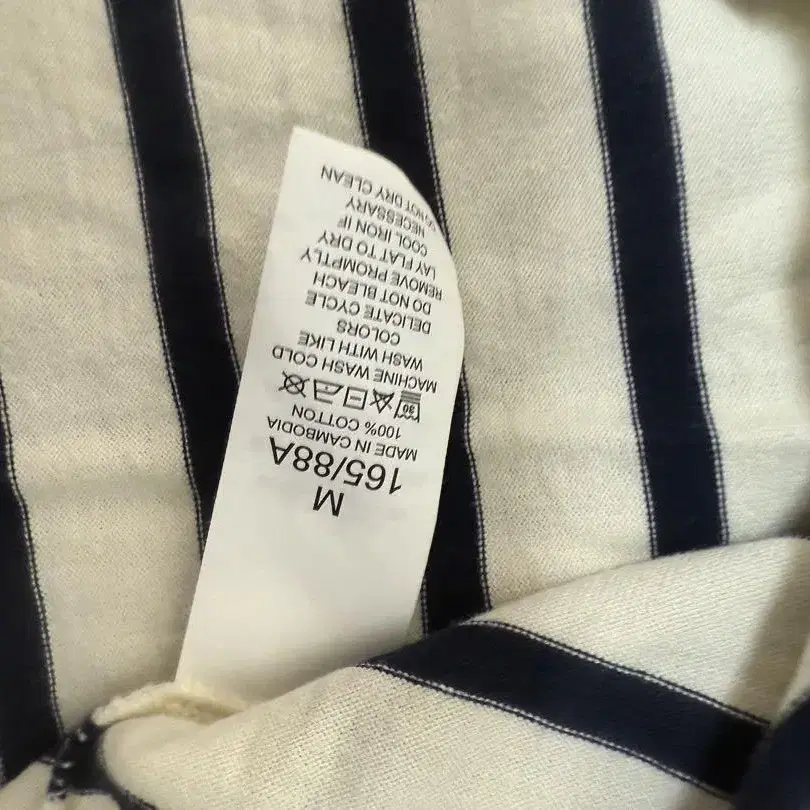 M
165/88A
MADE IN CAMBODIA
100% COTTON
30
MACHINE WASH COLD
WASH WITH LIKE
COLORS
DELICATE CYCLE
DO NOT BLEACH
REMOVE PROMPTLY
LAY FLAT TO DRY
COOL IRON IF
NECESSARY
DO NOT DRY CLEAN